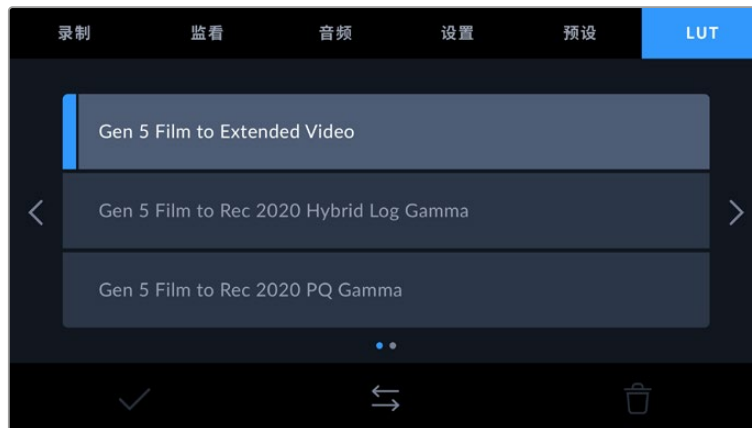 录制 监看 音频 设置 预设 LUT
Gen 5 Film to Extended Video
Gen 5 Film to Rec 2020 Hybrid Log Gamma
Gen 5 Film to Rec 2020 PQ Gamma